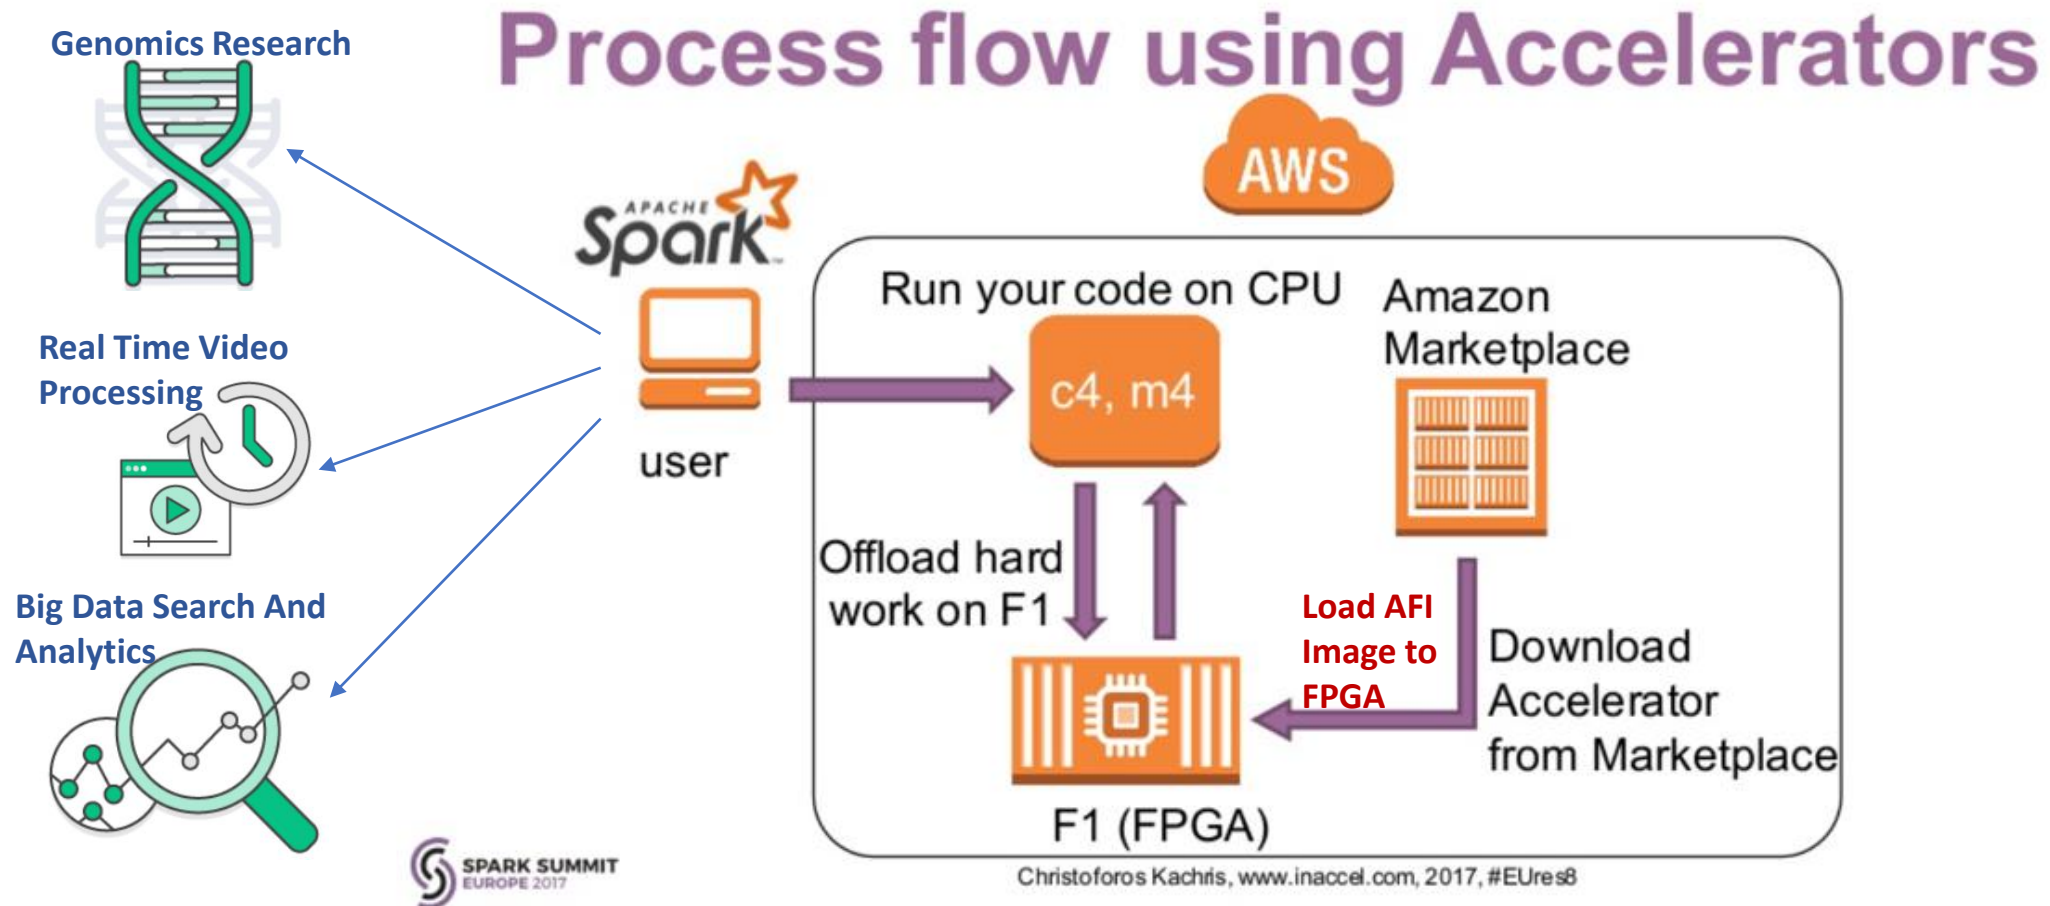 Process flow using Accelerators
Genomics Research
Real Time Video
Processing
Big Data Search And
Analytics
APACHE
Spark
TM
user
AWS
Run your code on CPU
c4, m4
Amazon
Marketplace
Offload hard
work on F1
Load AFI
Image to
FPGA
Download
Accelerator
from Marketplace
F1 (FPGA)
SPARK SUMMIT
EUROPE 2017
Christoforos Kachris, www.inaccel.com, 2017, #EUres8